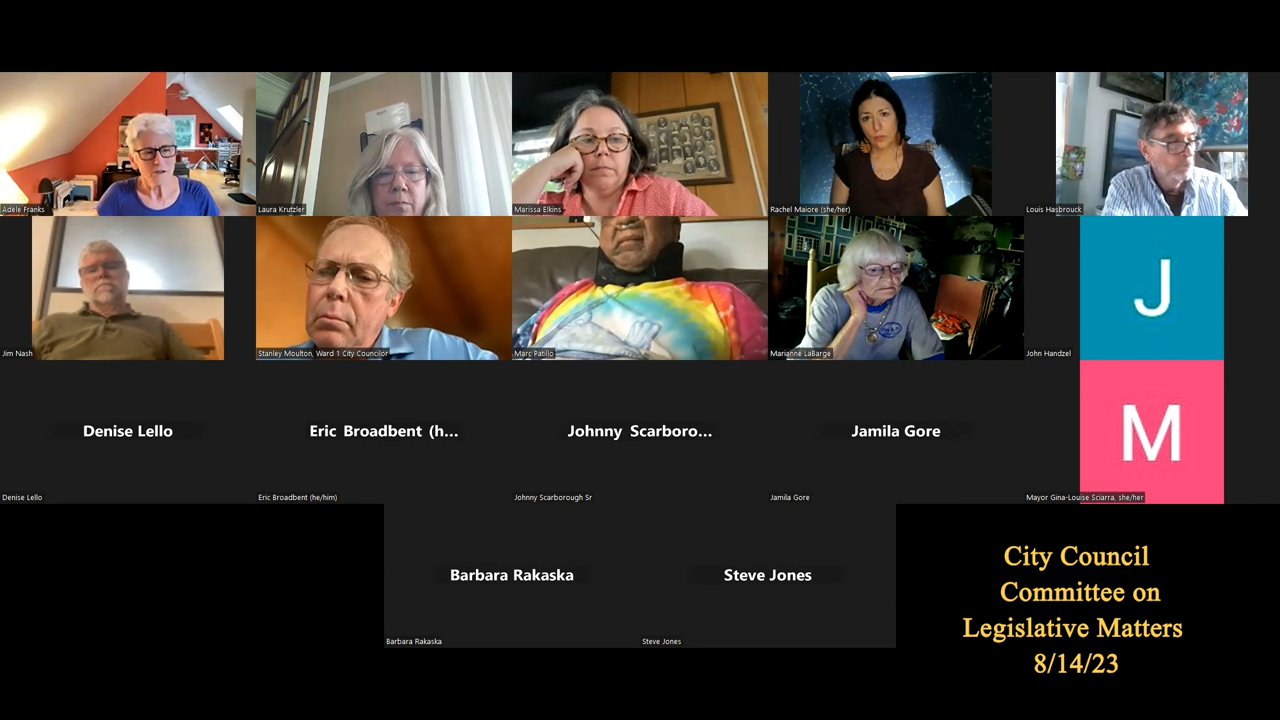 Adele Franks
Laura Krutzler
Marissa Elkins
Rachel Maiore (she/her)
Louis Hasbrouck
Jim Nash
Stanley Moulton, Ward 1 City Councilor
Marc Patillo
Marianne LaBarge
John Handzel
J
Denise Lello
Eric Broadbent (h...
Johnny Scarboro...
Jamila Gore
M
Denise Lello
Eric Broadbent (he/him)
Johnny Scarborough Sr
Jamila Gore
Mayor Gina-Louise Sciarra, she/her
Barbara Rakaska
Steve Jones
Barbara Rakaska
Steve Jones
City Council
Committee on
Legislative Matters
8/14/23